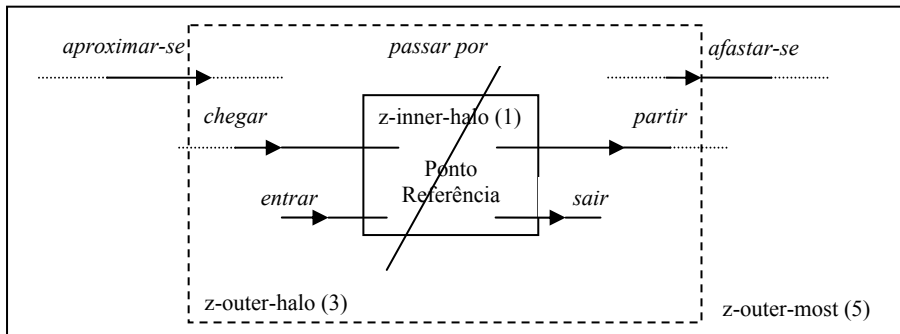 aproximar-se
passar por
afastar-se
chegar
z-inner-halo (1)
partir
Ponto
Referência
entrar
sair
z-outer-halo (3)
z-outer-most (5)